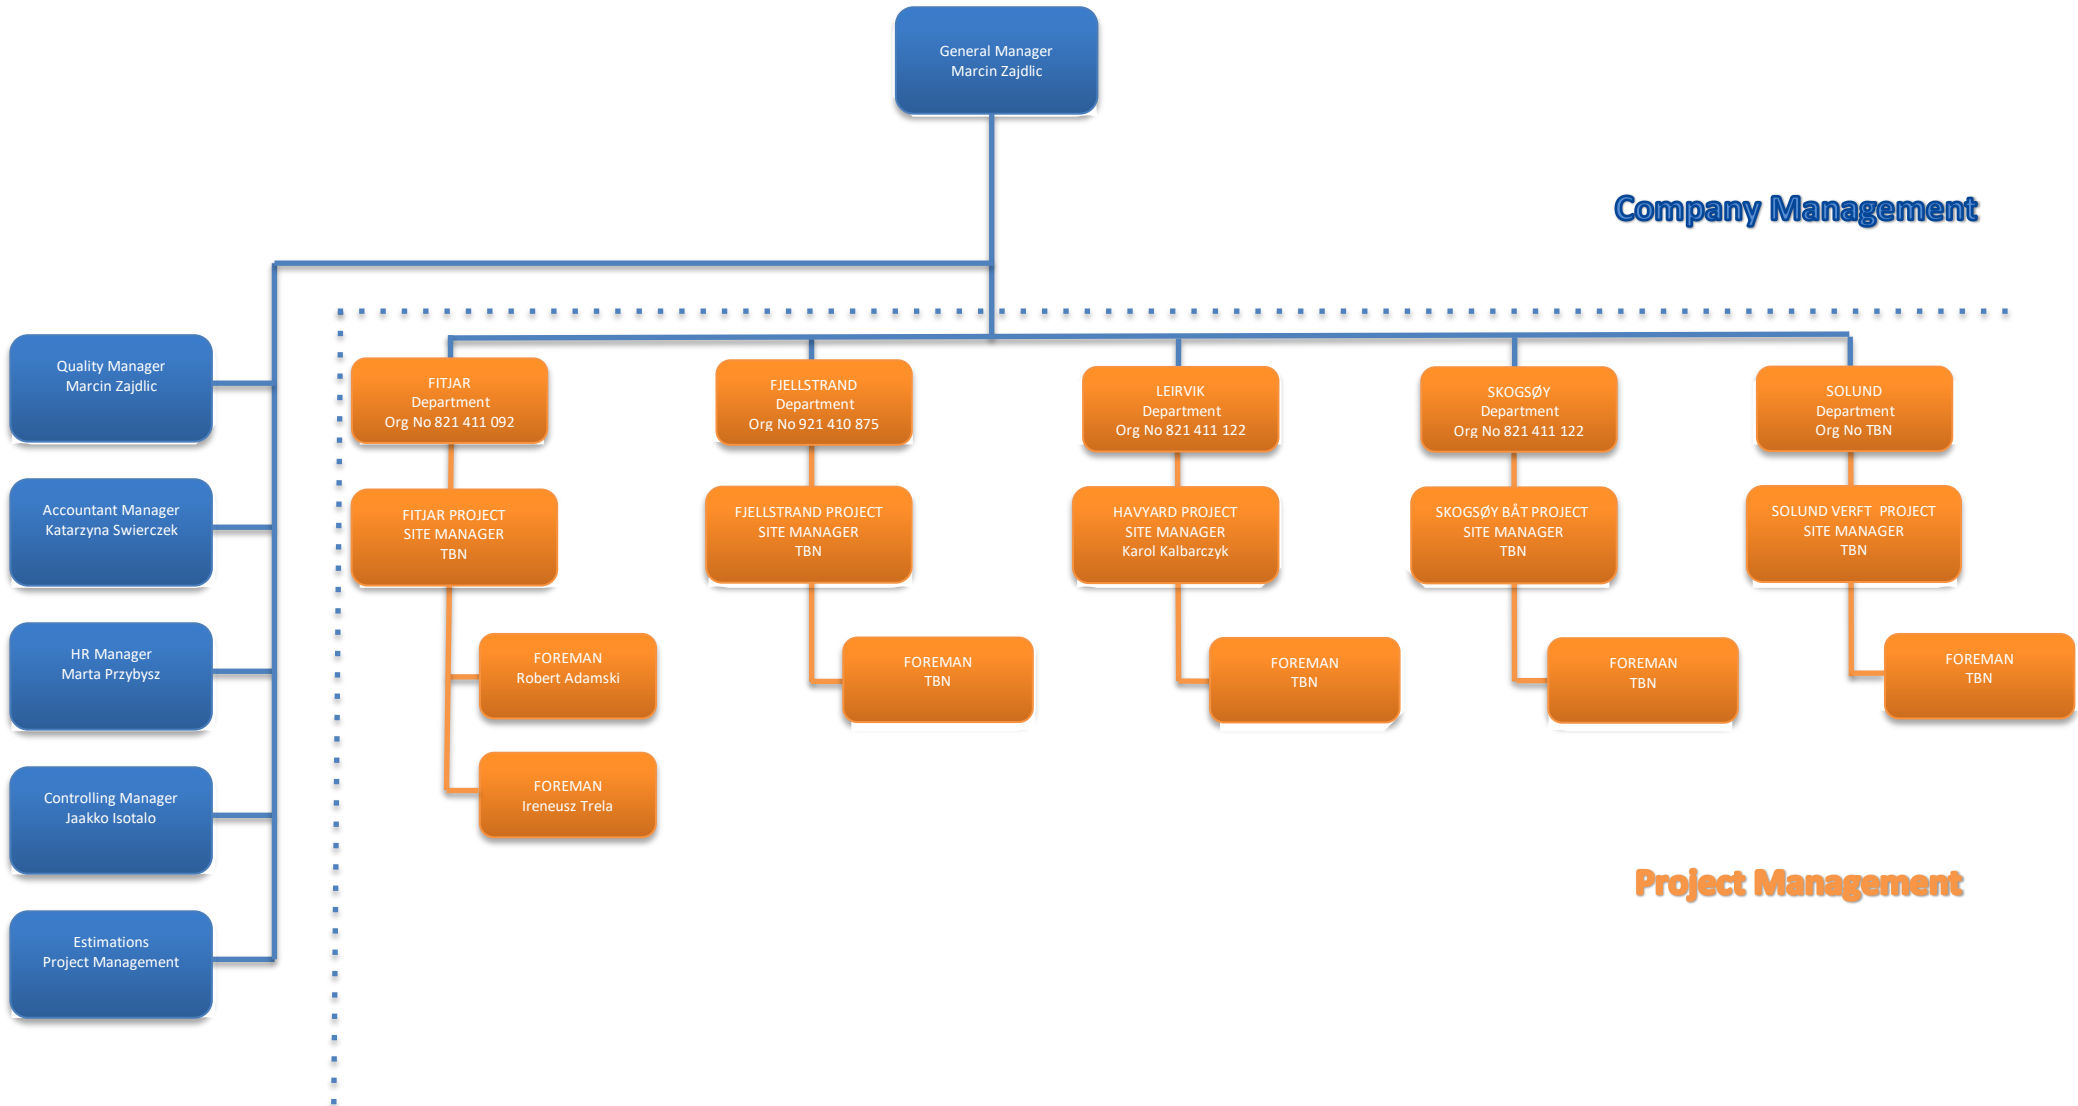 General Manager
Marcin Zajdlic
Company Management
Quality Manager
Marcin Zajdlic
Accountant Manager
Katarzyna Swierczek
HR Manager
Marta Przybysz
Controlling Manager
Jaakko Isotalo
Estimations
Project Management
FITJAR
Department
Org No 821 411 092
FITJAR PROJECT
SITE MANAGER
TBN
FOREMAN
Robert Adamski
FOREMAN
Ireneusz Trela
FJELLSTRAND
Department
Org No 921 410 875
FJELLSTRAND PROJECT
SITE MANAGER
TBN
FOREMAN
TBN
LEIRVIK
Department
Org No 821 411 122
HAVYARD PROJECT
SITE MANAGER
Karol Kalbarczyk
FOREMAN
TBN
SKOGSØY
Department
Org No 821 411 122
SKOGSØY BÅT PROJECT
SITE MANAGER
TBN
FOREMAN
TBN
SOLUND
Department
Org No TBN
SOLUND VERFT  PROJECT
SITE MANAGER
TBN
FOREMAN
TBN
Project Management